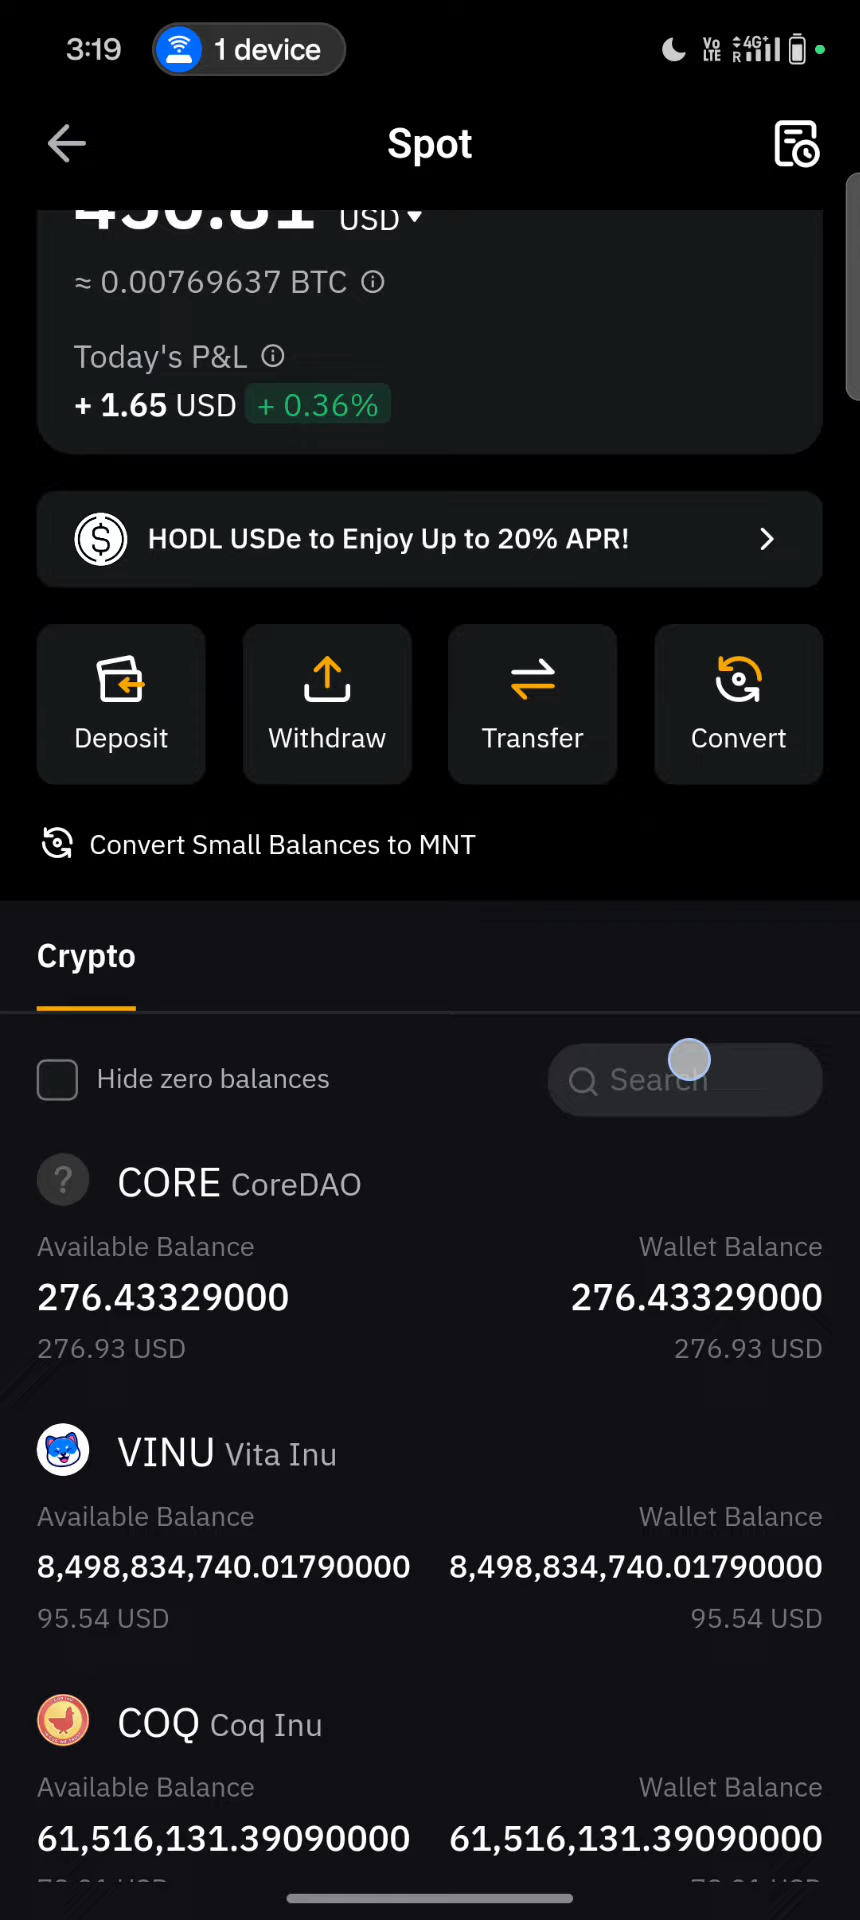 3:19
1 device
Vo LTE
4G+
R
Spot
USD
≈ 0.00769637 BTC
Today's P&L
+ 1.65 USD + 0.36%
HODL USDe to Enjoy Up to 20% APR!
Deposit
Withdraw
Transfer
Convert
Convert Small Balances to MNT
Crypto
Hide zero balances
Search
? CORE CoreDAO
Available Balance
Wallet Balance
276.43329000
276.43329000
276.93 USD
276.93 USD
VINU Vita Inu
Available Balance
Wallet Balance
8,498,834,740.01790000
8,498,834,740.01790000
95.54 USD
95.54 USD
COQ Coq Inu
Available Balance
Wallet Balance
61,516,131.39090000
61,516,131.39090000